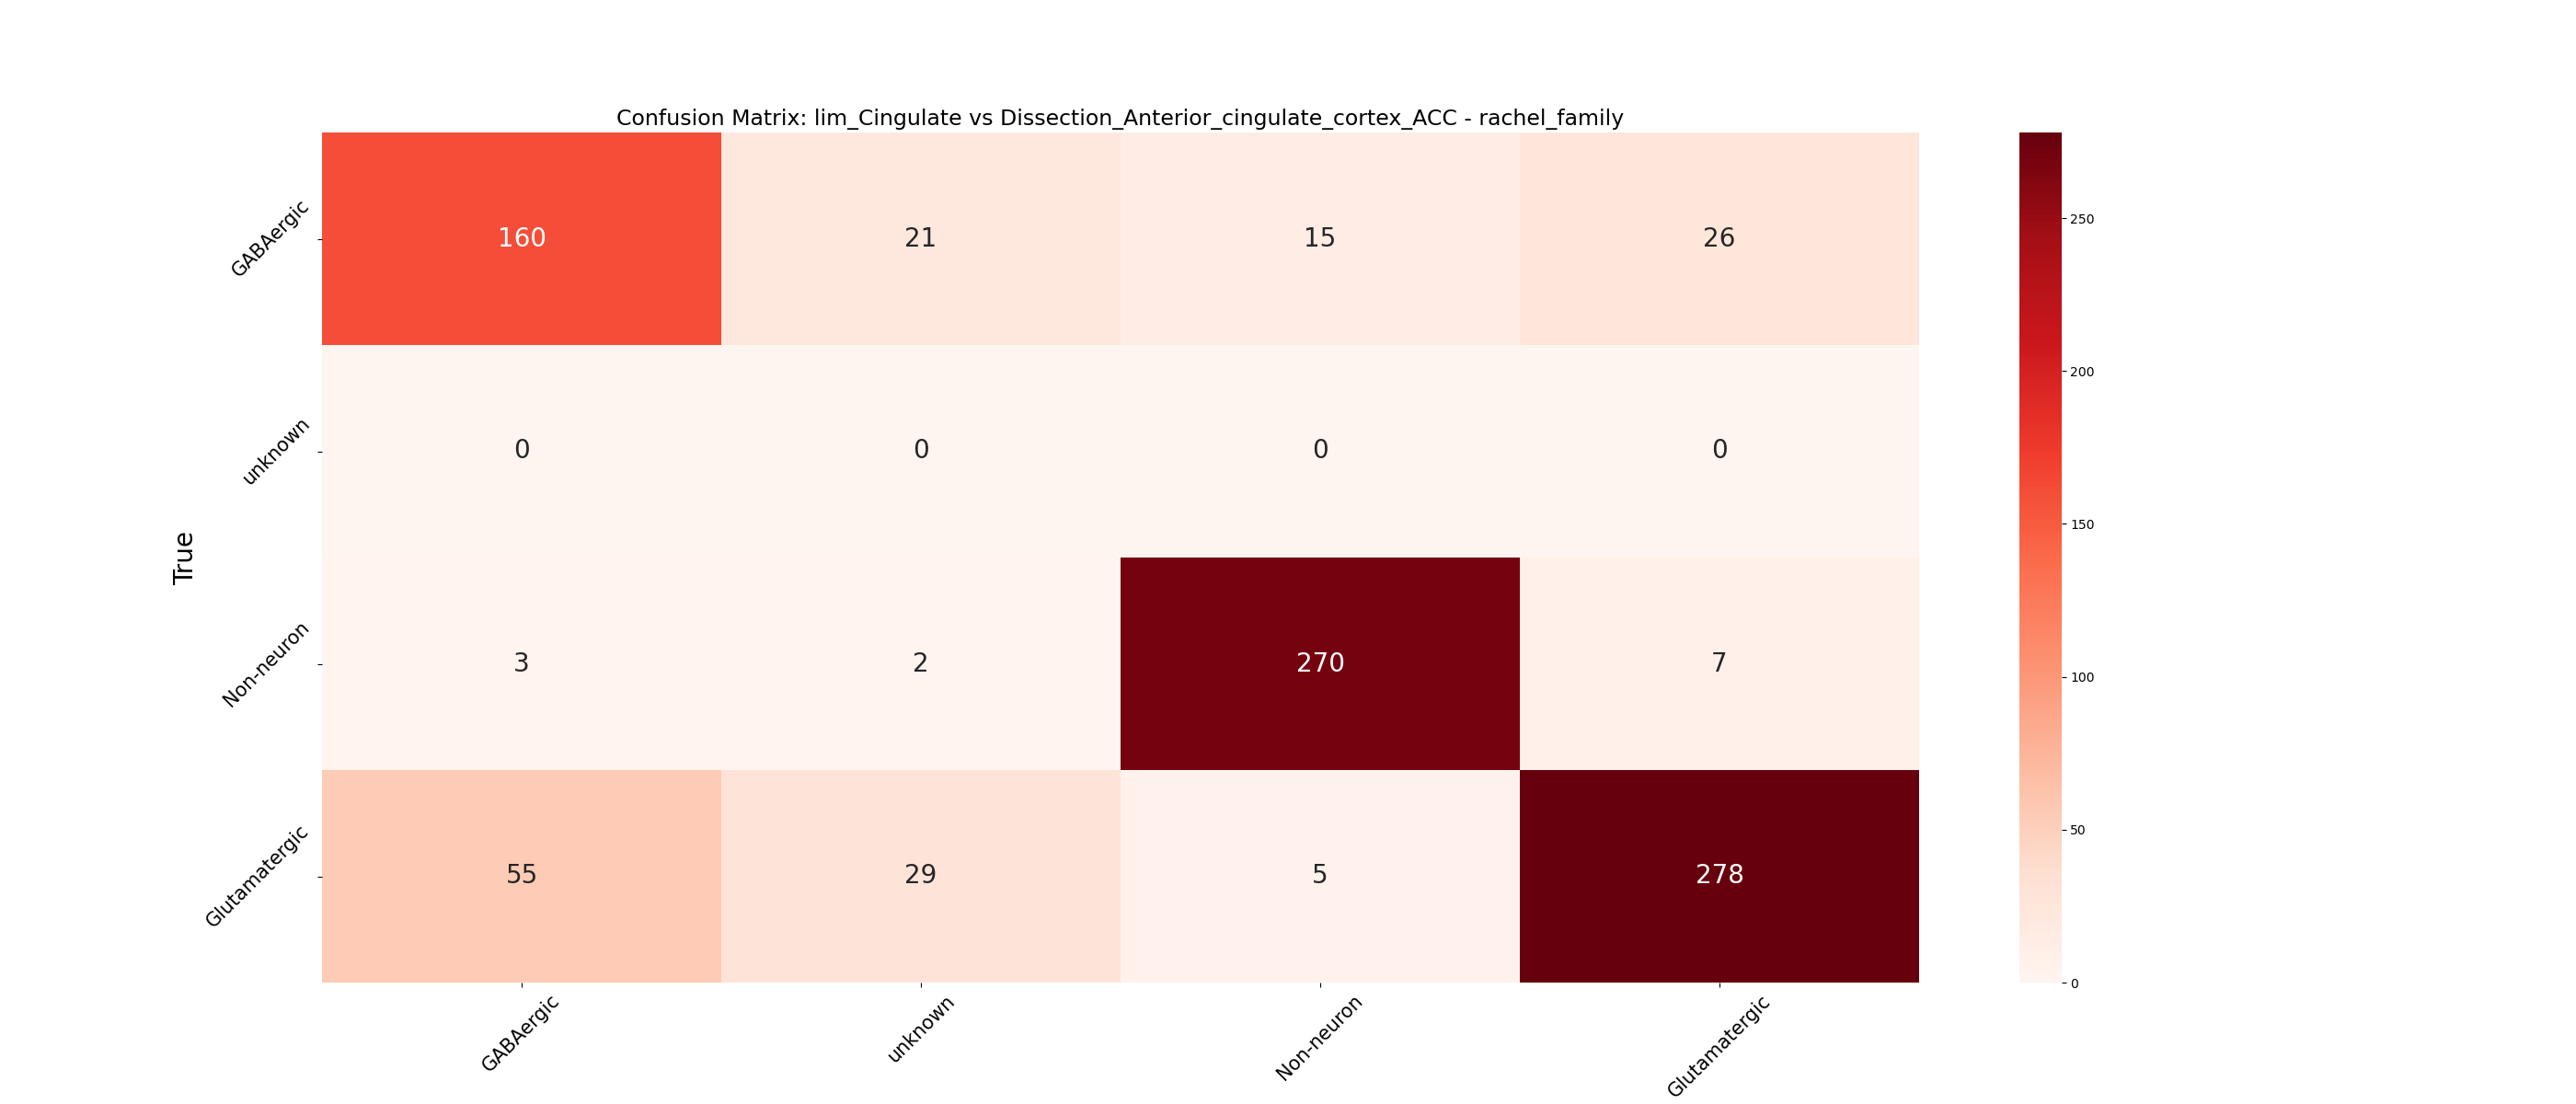 Confusion Matrix: lim_Cingulate vs Dissection_Anterior_cingulate_cortex_ACC - rachel_family
True
GABAergic 160 21 15 26
unknown 0 0 0 0
Non-neuron 3 2 270 7
Glutamatergic 55 29 5 278
GABAergic unknown Non-neuron Glutamatergic
250
200
150
100
50
0